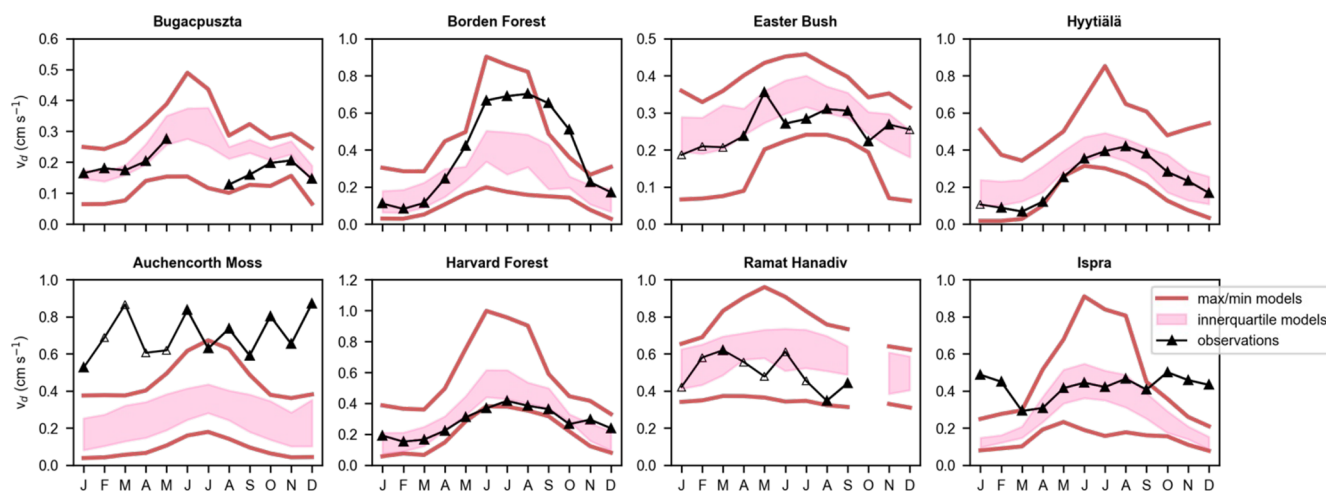 Bugacpuszta
Borden Forest
Easter Bush
Hyytiälä
0.6
0.5
0.4
0.3
0.2
0.1
0.0
v_d (cm s⁻¹)
1.0
0.8
0.6
0.4
0.2
0.0
0.5
0.4
0.3
0.2
0.1
0.0
1.0
0.8
0.6
0.4
0.2
0.0
Auchencorth Moss
Harvard Forest
Ramat Hanadiv
Ispra
1.0
0.8
0.6
0.4
0.2
0.0
v_d (cm s⁻¹)
J F M A M J J A S O N D
1.2
1.0
0.8
0.6
0.4
0.2
0.0
J F M A M J J A S O N D
1.0
0.8
0.6
0.4
0.2
0.0
J F M A M J J A S O N D
1.0
0.8
0.6
0.4
0.2
0.0
J F M A M J J A S O N D
max/min models
innerquartile models
observations